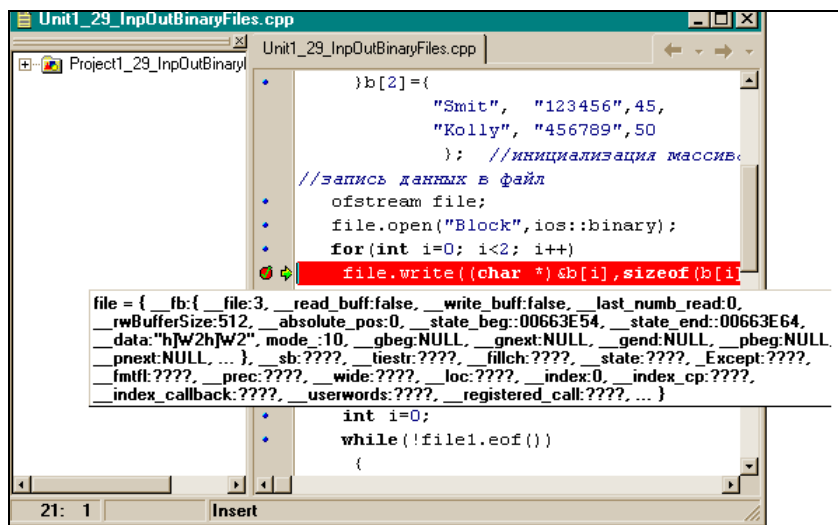 Unit1_29_InpOutBinaryFiles.cpp
Unit1_29_InpOutBinaryFiles.cpp
Project1_29_InpOutBinaryl
}b[2]={
"Smit", "123456",45,
"Kolly", "456789",50
}; //инициализация массива
//запись данных в файл
ofstream file;
file.open("Block",ios::binary);
for(int i=0; i<2; i++)
file.write((char *)&b[i],sizeof(b[i]
file = { __fb:{ __file:3, __read_buff:false, __write_buff:false, __last_numb_read:0,
__rwBufferSize:512, __absolute_pos:0, __state_beg::00663E54, __state_end::00663E64,
__data:"h]W2h]W2", mode_:10, __gbeg:NULL, __gnext:NULL, __gend:NULL, __pbeg:NULL,
__pnext:NULL, ... }, __sb:????, __tiestr:????, __fillch:????, __state:????, _Except:????,
__fmtfl:????, __prec:????, __wide:????, __loc:????, __index:0, __index_cp:????,
__index_callback:????, __userwords:????, __registered_call:????, ... }
int i=0;
while(!file1.eof())
{
21: 1 Insert